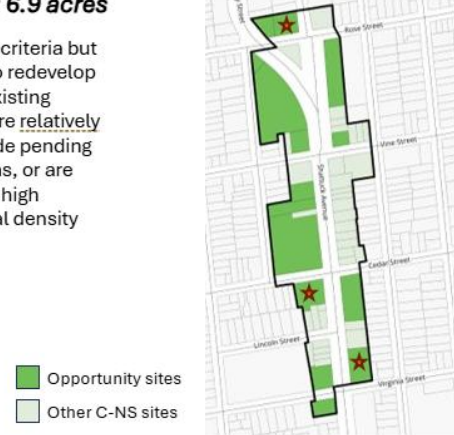 6.9 acres
criteria but
redevelop
xisting
re relatively
de pending
s, or are
high
al density
Street
Rose Street
Vine Street
Shattuck Avenue
Cedar Street
Lincoln Street
Virginia Street
Opportunity sites
Other C-NS sites